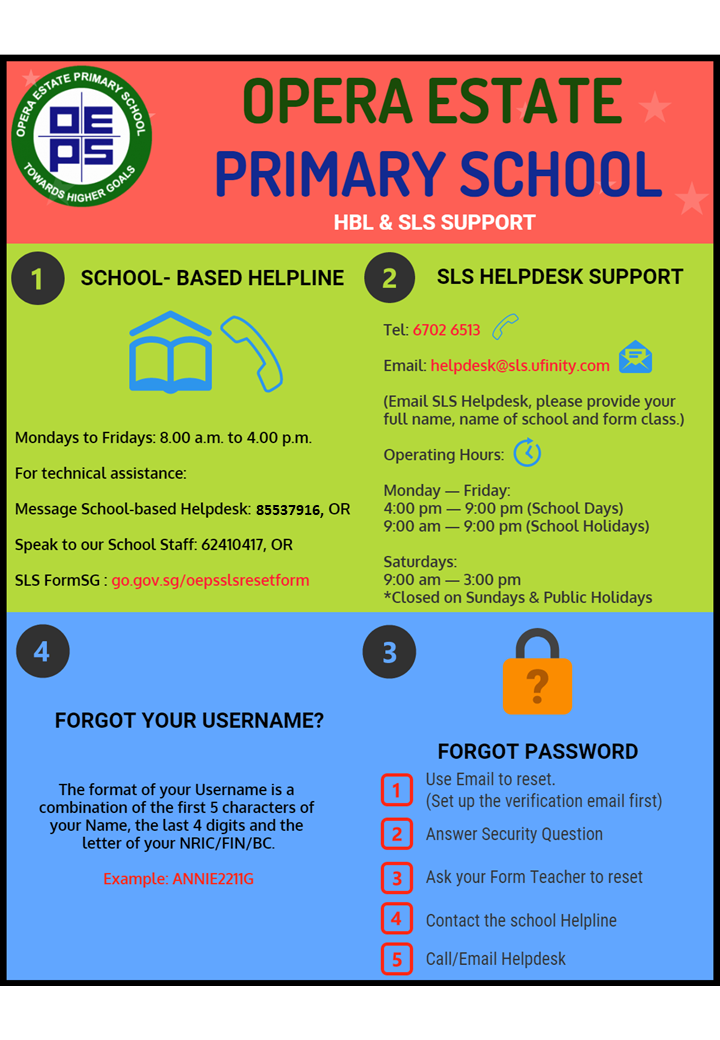 OPERA ESTATE PRIMARY SCHOOL
OE
PS
TOWARDS HIGHER GOALS
OPERA ESTATE
PRIMARY SCHOOL
HBL & SLS SUPPORT
1
SCHOOL- BASED HELPLINE
Mondays to Fridays: 8.00 a.m. to 4.00 p.m.
For technical assistance:
Message School-based Helpdesk: 85537916, OR
Speak to our School Staff: 62410417, OR
SLS FormSG : go.gov.sg/oepsslsresetform
2
SLS HELPDESK SUPPORT
Tel: 6702 6513
Email: helpdesk@sls.ufinity.com
(Email SLS Helpdesk, please provide your
full name, name of school and form class.)
Operating Hours:
Monday — Friday:
4:00 pm — 9:00 pm (School Days)
9:00 am — 9:00 pm (School Holidays)
Saturdays:
9:00 am — 3:00 pm
*Closed on Sundays & Public Holidays
4
FORGOT YOUR USERNAME?
The format of your Username is a
combination of the first 5 characters of
your Name, the last 4 digits and the
letter of your NRIC/FIN/BC.
Example: ANNIE2211G
3
?
FORGOT PASSWORD
1 Use Email to reset.
(Set up the verification email first)
2 Answer Security Question
3 Ask your Form Teacher to reset
4 Contact the school Helpline
5 Call/Email Helpdesk